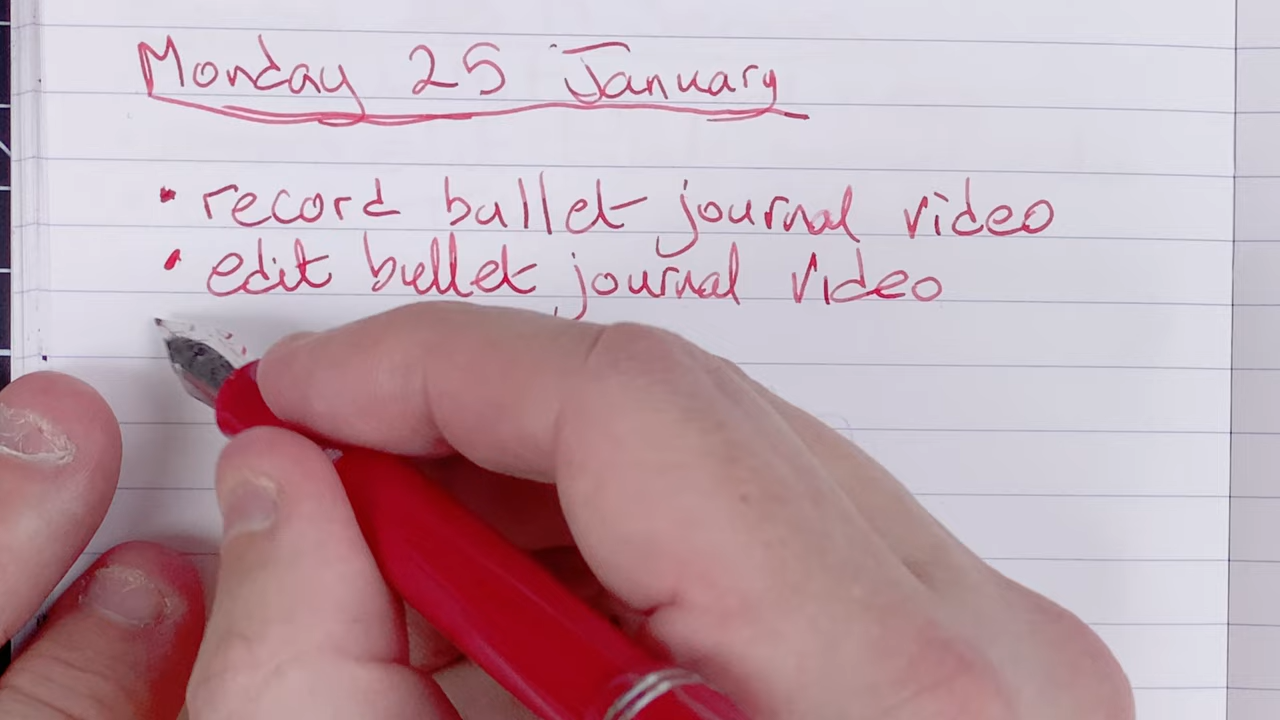 Monday 25 January
• record bullet journal video
• edit bullet journal video